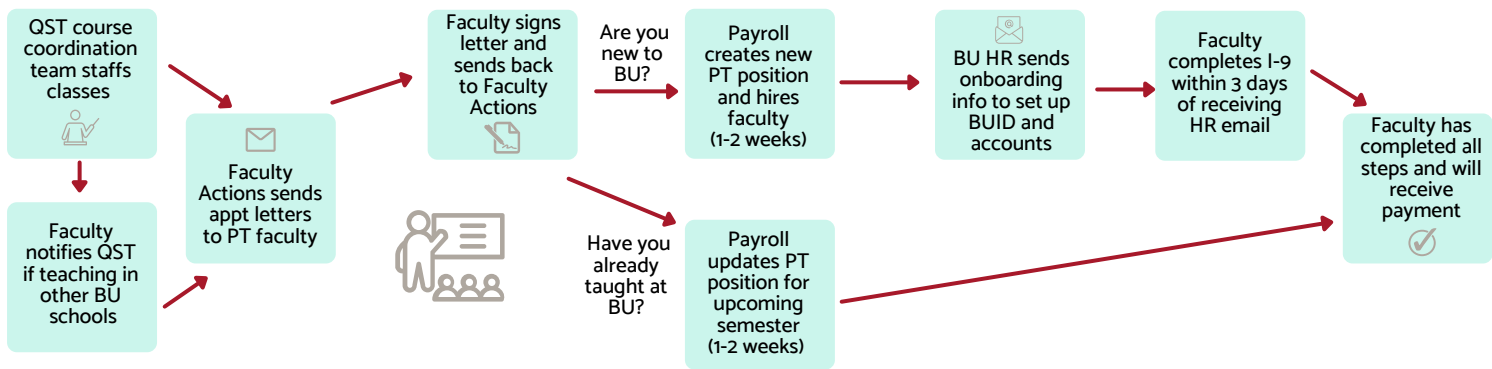 QST course
coordination
team staffs
classes
Faculty
notifies QST
if teaching in
other BU
schools
Faculty
Actions sends
appt letters
to PT faculty
Faculty signs
letter and
sends back
to Faculty
Actions
Are you
new to
BU?
Payroll
creates new
PT position
and hires
faculty
(1-2 weeks)
BU HR sends
onboarding
info to set up
BUID and
accounts
Faculty
completes I-9
within 3 days
of receiving
HR email
Have you
already
taught at
BU?
Payroll
updates PT
position for
upcoming
semester
(1-2 weeks)
Faculty has
completed all
steps and will
receive
payment